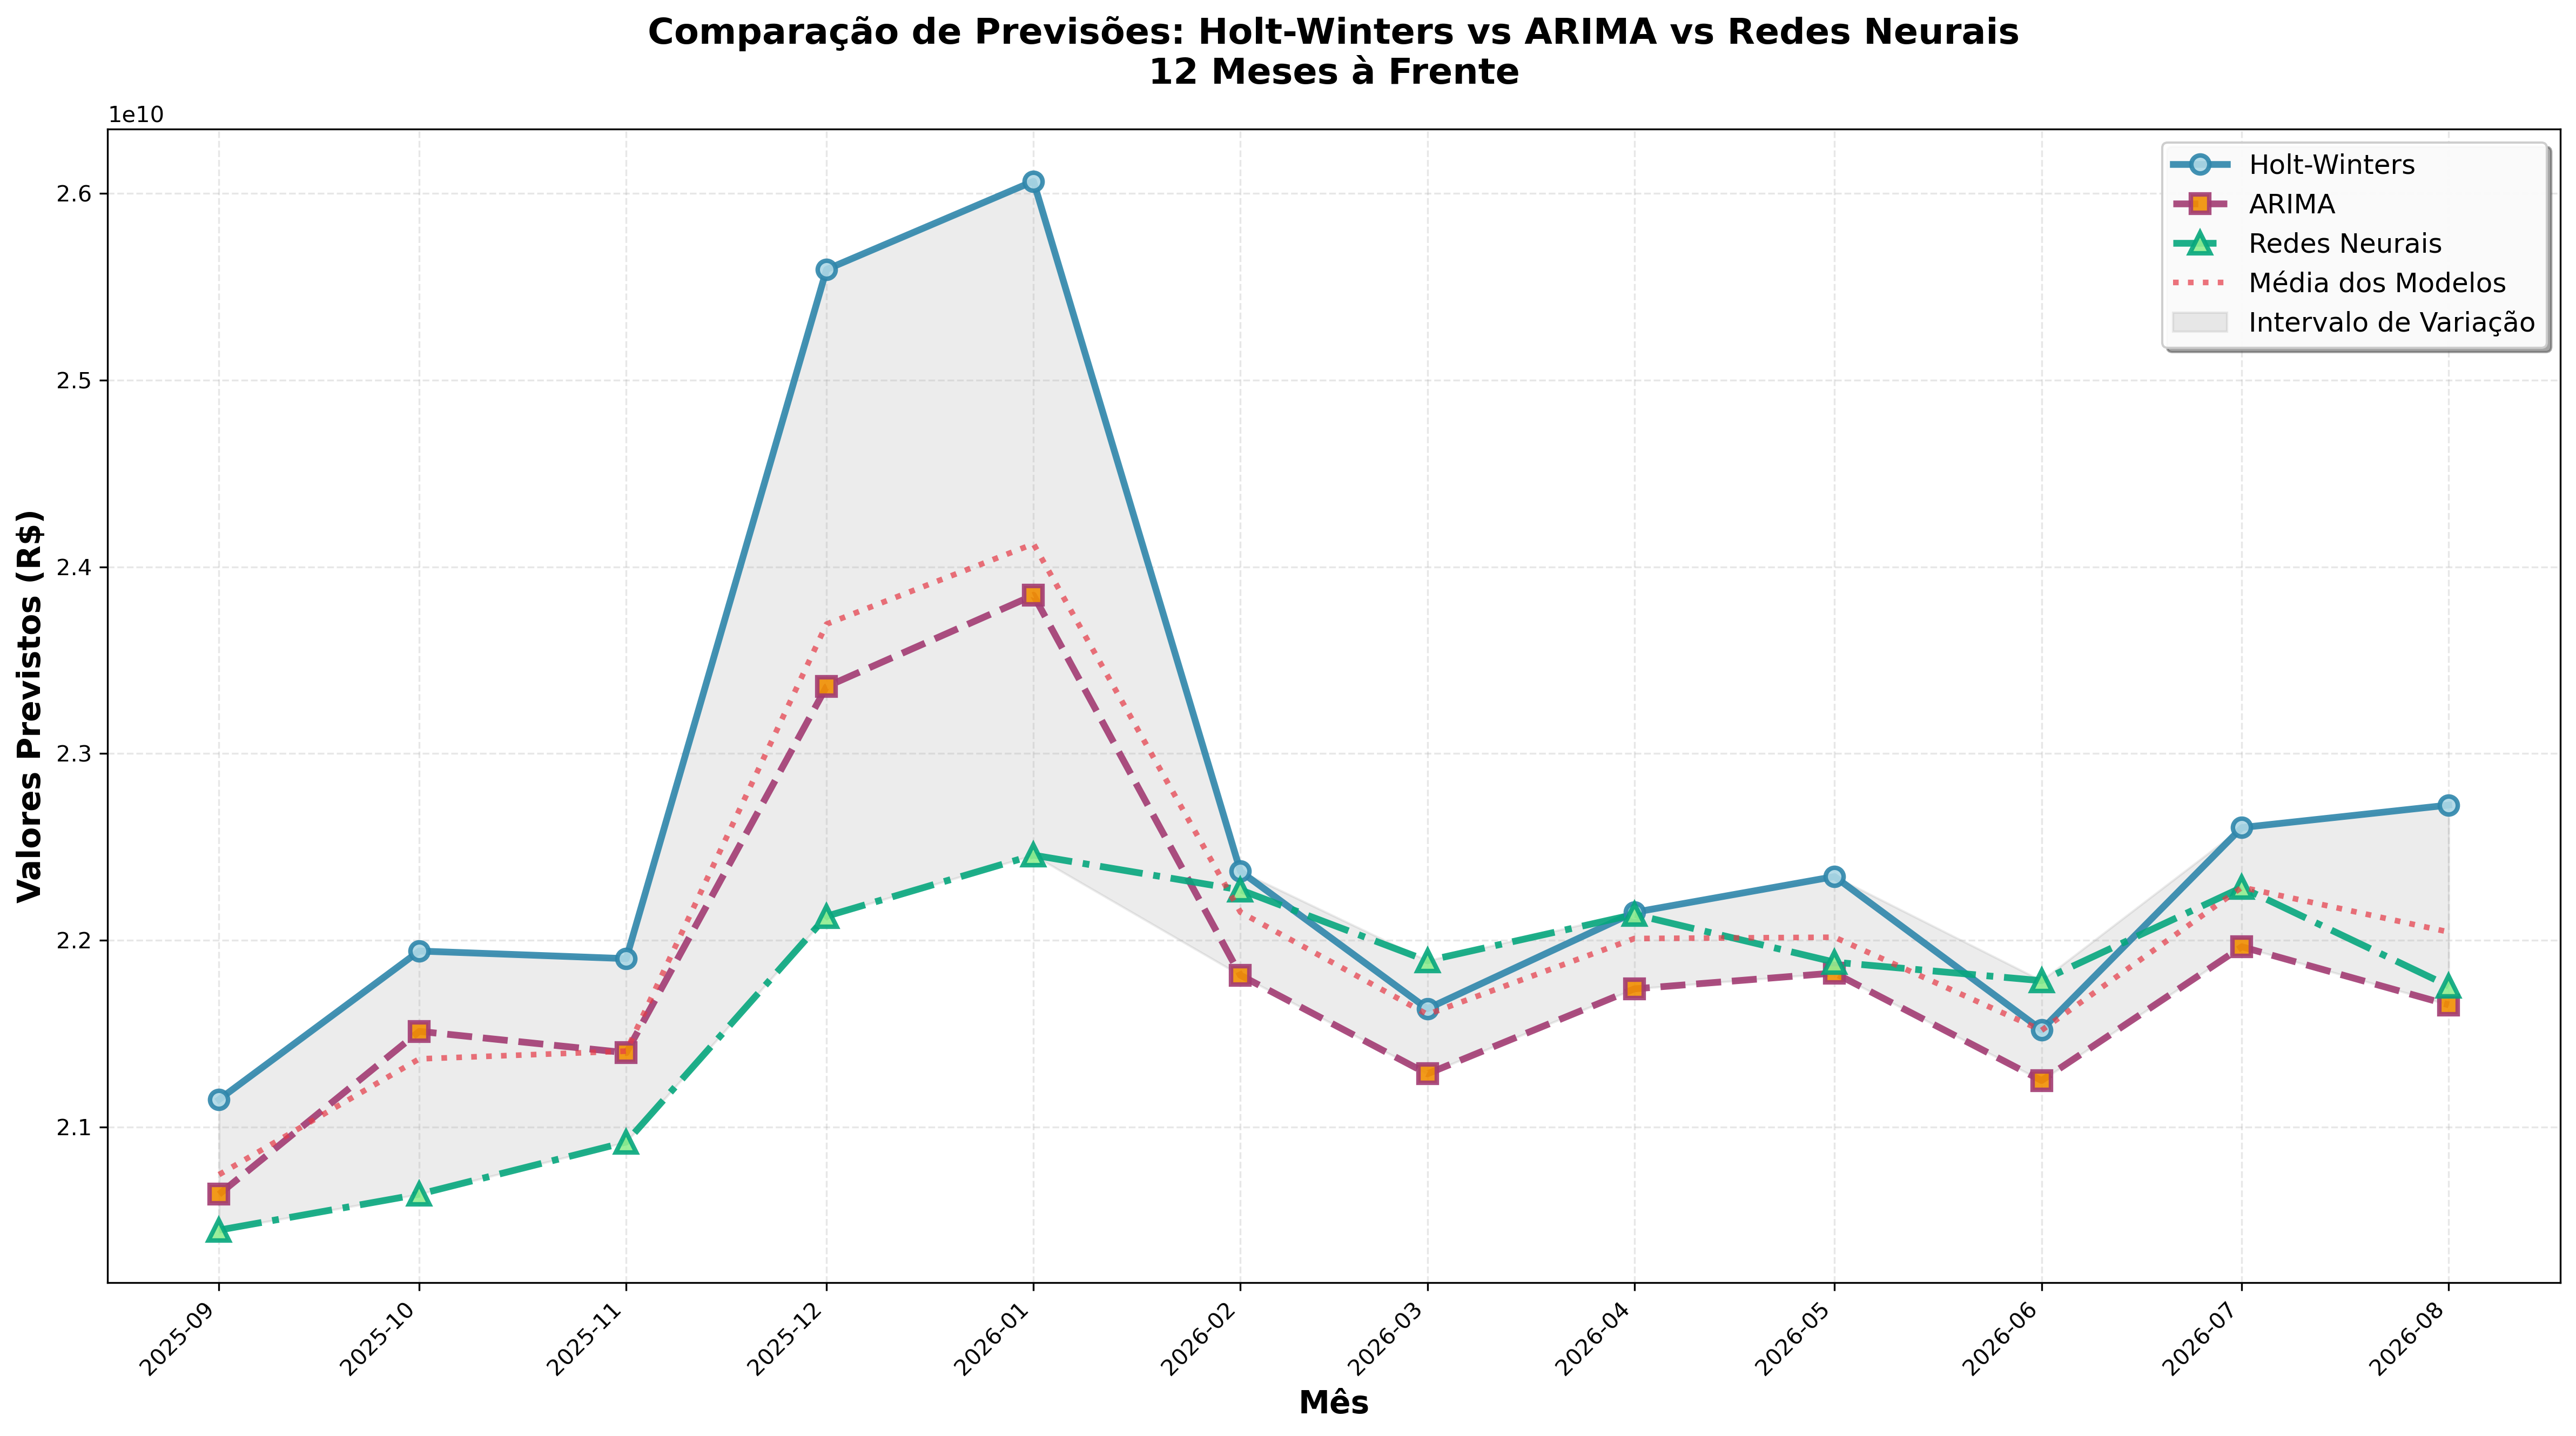 Comparação de Previsões: Holt-Winters vs ARIMA vs Redes Neurais
12 Meses à Frente
1e10
Holt-Winters
ARIMA
Redes Neurais
Média dos Modelos
Intervalo de Variação
Valores Previstos (R$)
2.6
2.5
2.4
2.3
2.2
2.1
2025-09
2025-10
2025-11
2025-12
2026-01
2026-02
2026-03
2026-04
2026-05
2026-06
2026-07
2026-08
Mês